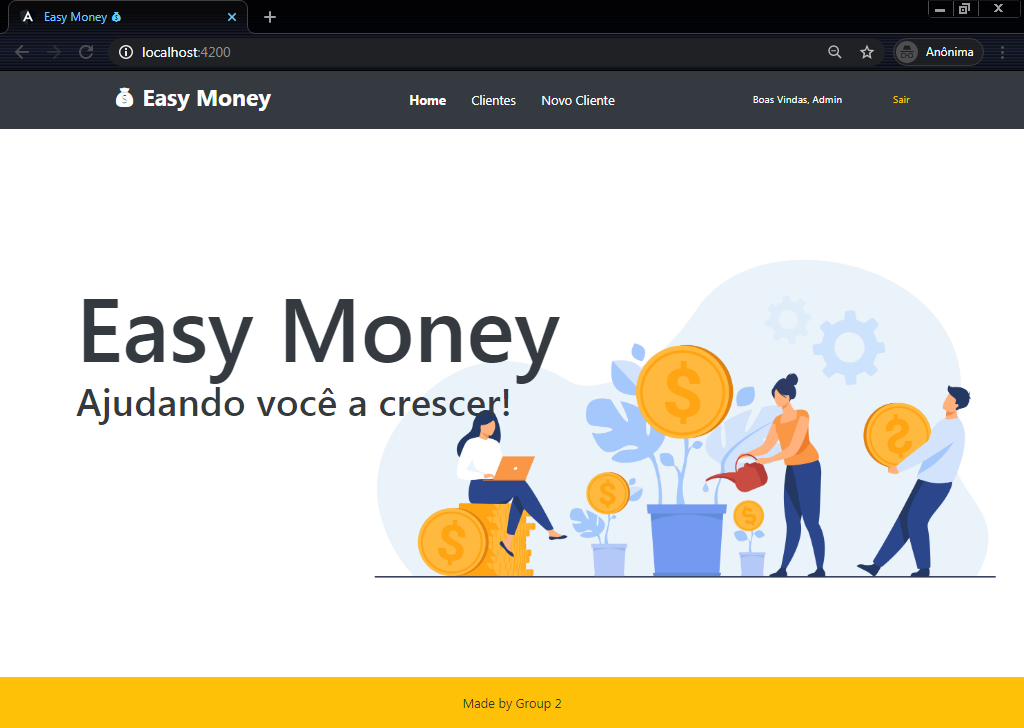 Easy Money
localhost:4200
Anônima
Easy Money
Home
Clientes
Novo Cliente
Boas Vindas, Admin
Sair
Easy Money
Ajudando você a crescer!
Made by Group 2